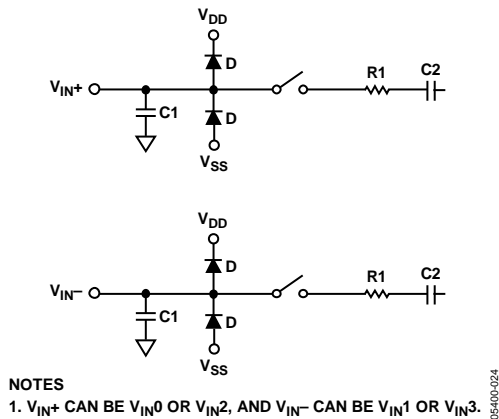 VDD
D
VIN+
C1
D
VSS
R1
C2
VDD
D
VIN–
C1
D
VSS
R1
C2
NOTES
1. VIN+ CAN BE VIN0 OR VIN2, AND VIN– CAN BE VIN1 OR VIN3.
05400-024